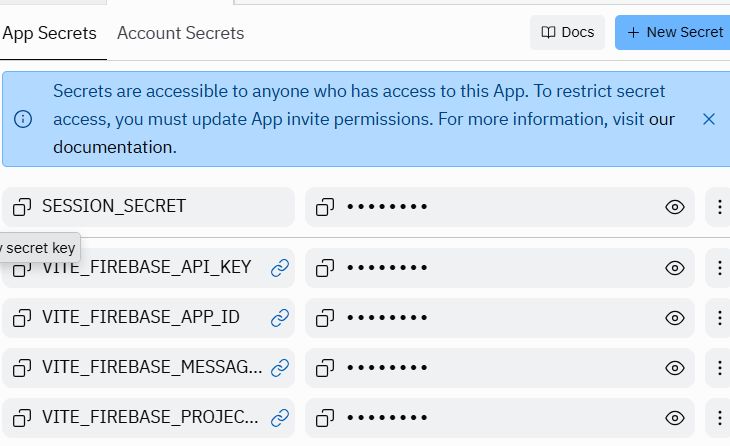 App Secrets Account Secrets Docs + New Secret
Secrets are accessible to anyone who has access to this App. To restrict secret
access, you must update App invite permissions. For more information, visit our
documentation.
SESSION_SECRET ••••••••
secret key
VITE_FIREBASE_API_KEY ••••••••
VITE_FIREBASE_APP_ID ••••••••
VITE_FIREBASE_MESSAG... ••••••••
VITE_FIREBASE_PROJEC... ••••••••